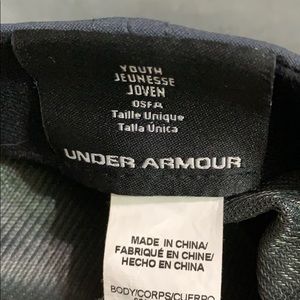 YOUTH
JEUNESSE
JOVEN
OSFA
Taille Unique
Talla Única
UNDER ARMOUR
MADE IN CHINA/
FABRIQUÉ EN CHINE/
HECHO EN CHINA
BODY/CORPS/CUERPO